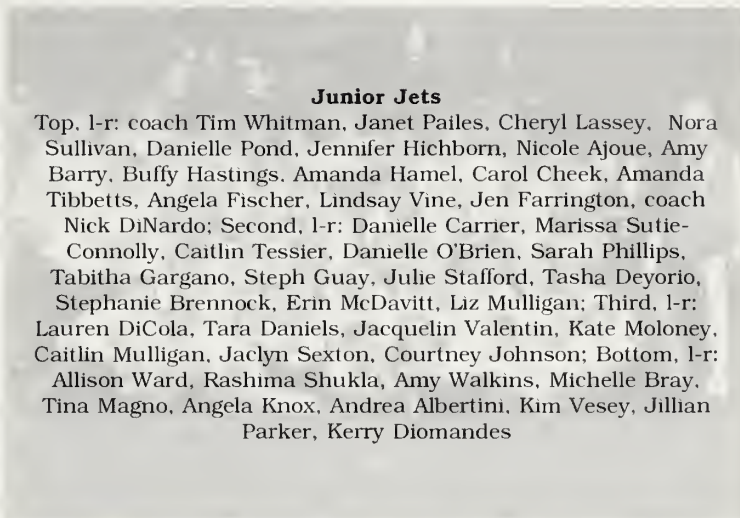 Junior Jets
Top, l-r: coach Tim Whitman, Janet Pailes, Cheryl Lassey, Nora
Sullivan, Danielle Pond, Jennifer Hichborn, Nicole Ajoue, Amy
Barry, Buffy Hastings. Amanda Hamel, Carol Cheek, Amanda
Tibbetts, Angela Fischer, Lindsay Vine, Jen Farrington, coach
Nick DiNardo; Second, l-r: Danielle Carrier, Marissa Sutie-
Connolly, Caitlin Tessier, Danielle O'Brien, Sarah Phillips,
Tabitha Gargano, Steph Guay, Julie Stafford, Tasha Deyorio,
Stephanie Brennock, Erin McDavitt, Liz Mulligan; Third, l-r:
Lauren DiCola, Tara Daniels, Jacquelin Valentin, Kate Moloney,
Caitlin Mulligan, Jaclyn Sexton, Courtney Johnson; Bottom, l-r:
Allison Ward, Rashima Shukla, Amy Walkins, Michelle Bray,
Tina Magno, Angela Knox, Andrea Albertini, Kim Vesey, Jillian
Parker, Kerry Diomandes